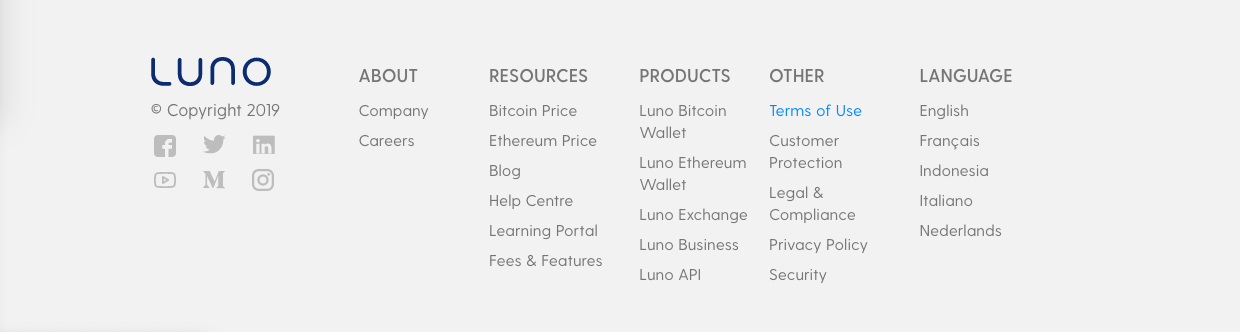 LUNO
© Copyright 2019
ABOUT
Company
Careers
RESOURCES
Bitcoin Price
Ethereum Price
Blog
Help Centre
Learning Portal
Fees & Features
PRODUCTS
Luno Bitcoin
Wallet
Luno Ethereum
Wallet
Luno Exchange
Luno Business
Luno API
OTHER
Terms of Use
Customer
Protection
Legal &
Compliance
Privacy Policy
Security
LANGUAGE
English
Français
Indonesia
Italiano
Nederlands